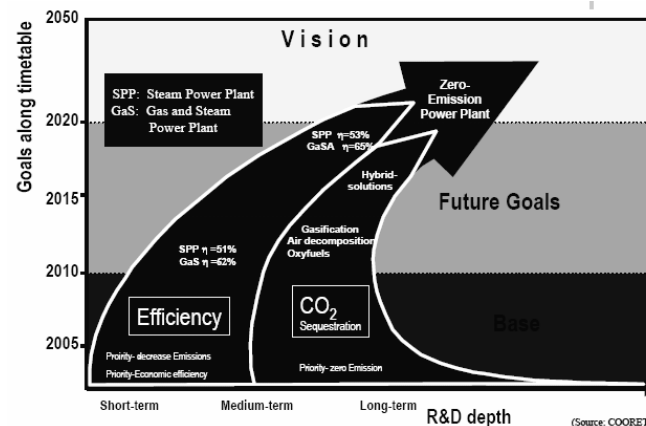 2050
Vision
SPP: Steam Power Plant
GaS: Gas and Steam
Power Plant
Zero-
Emission
Power Plant
Goals along timetable
2020
SPP η=53%
GaSA η=65%
Hybrid-
solutions
2015
Future Goals
Gasification
Air decomposition
Oxyfuels
SPP η =51%
GaS η =62%
2010
Efficiency
CO2
Sequestration
Base
2005
Proirity- decrease Emissions
Priority-Economic efficiency
Priority- zero Emission
Short-term
Medium-term
Long-term
R&D depth
(Source: COORET